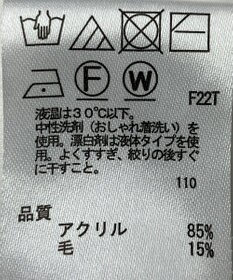 F
W
F22T
液温は30℃以下。
中性洗剤(おしゃれ着洗い)を
使用。漂白剤は液体タイプを使
用。よくすすぎ、絞りの後すぐ
に干すこと。
110
品質
アクリル 85%
毛 15%